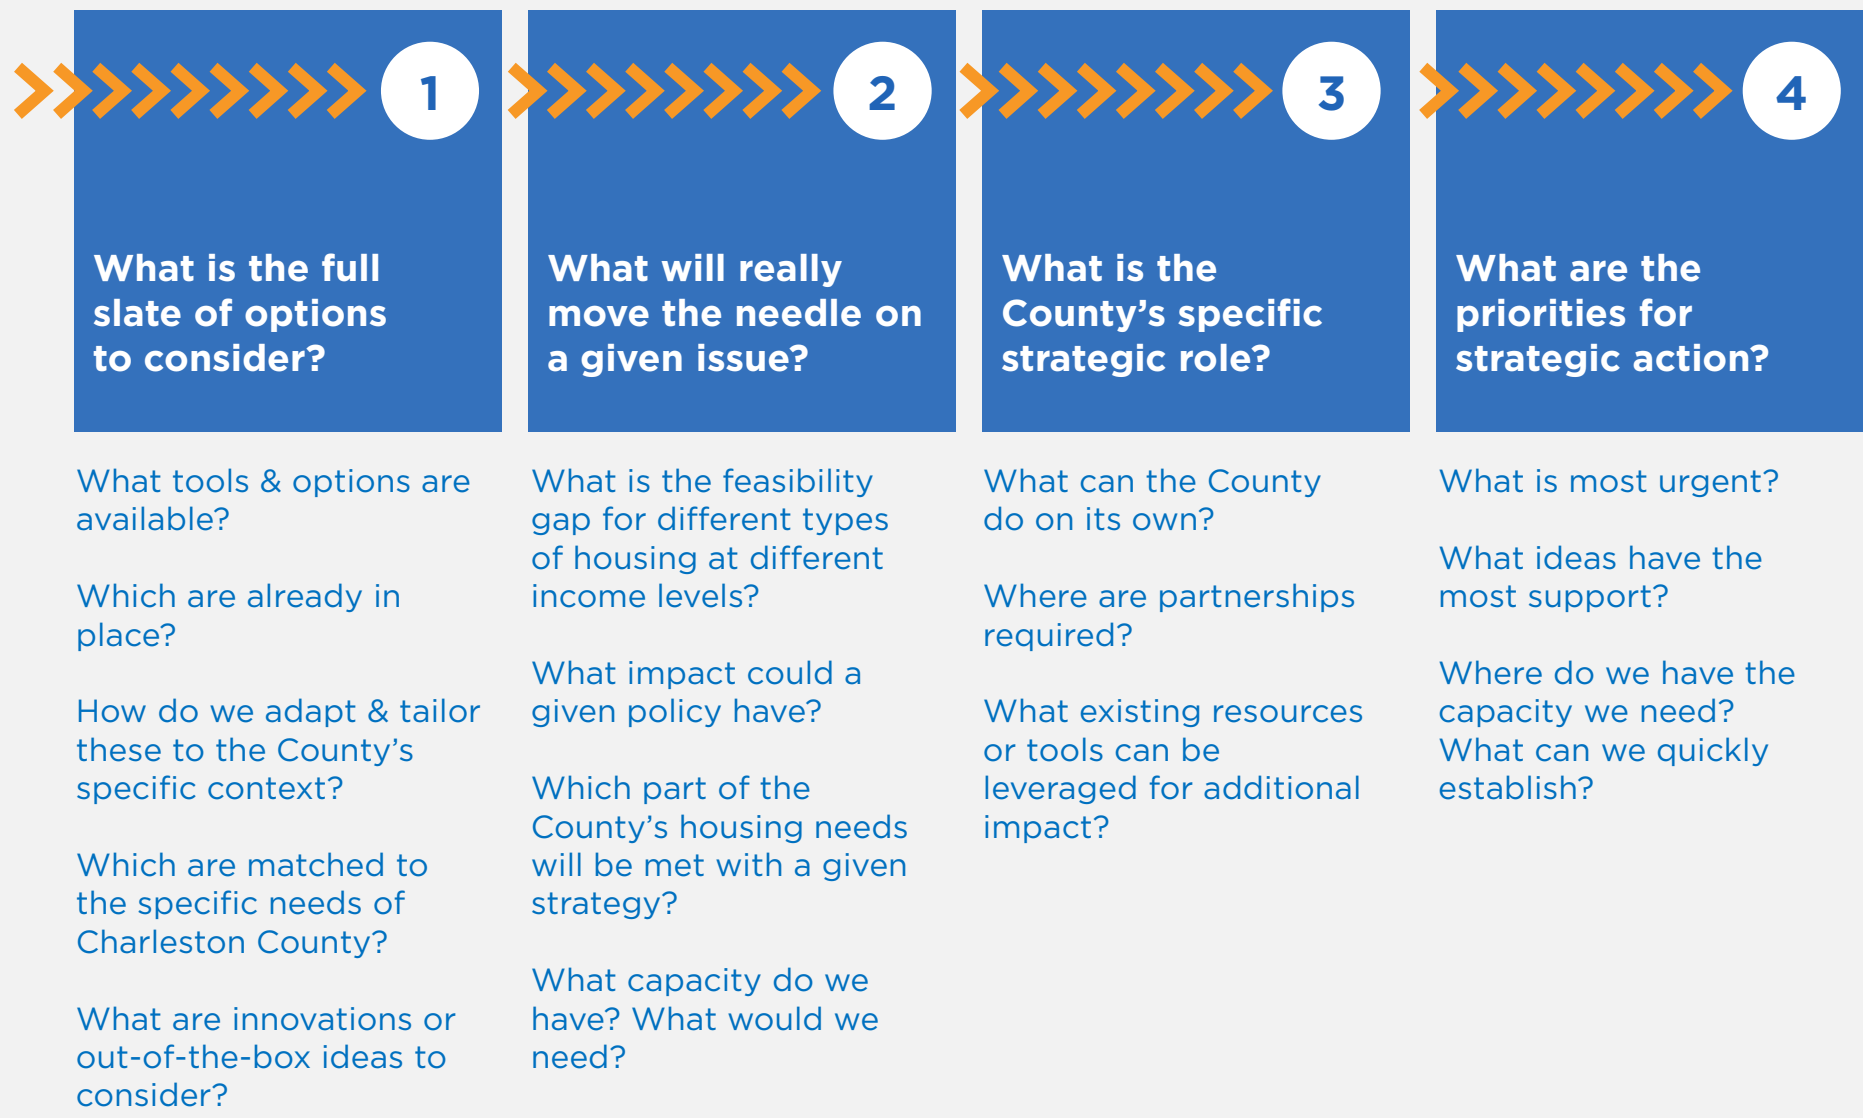 1
What is the full
slate of options
to consider?
What tools & options are
available?
Which are already in
place?
How do we adapt & tailor
these to the County’s
specific context?
Which are matched to
the specific needs of
Charleston County?
What are innovations or
out-of-the-box ideas to
consider?
2
What will really
move the needle on
a given issue?
What is the feasibility
gap for different types
of housing at different
income levels?
What impact could a
given policy have?
Which part of the
County’s housing needs
will be met with a given
strategy?
What capacity do we
have? What would we
need?
3
What is the
County’s specific
strategic role?
What can the County
do on its own?
Where are partnerships
required?
What existing resources
or tools can be
leveraged for additional
impact?
4
What are the
priorities for
strategic action?
What is most urgent?
What ideas have the
most support?
Where do we have the
capacity we need?
What can we quickly
establish?